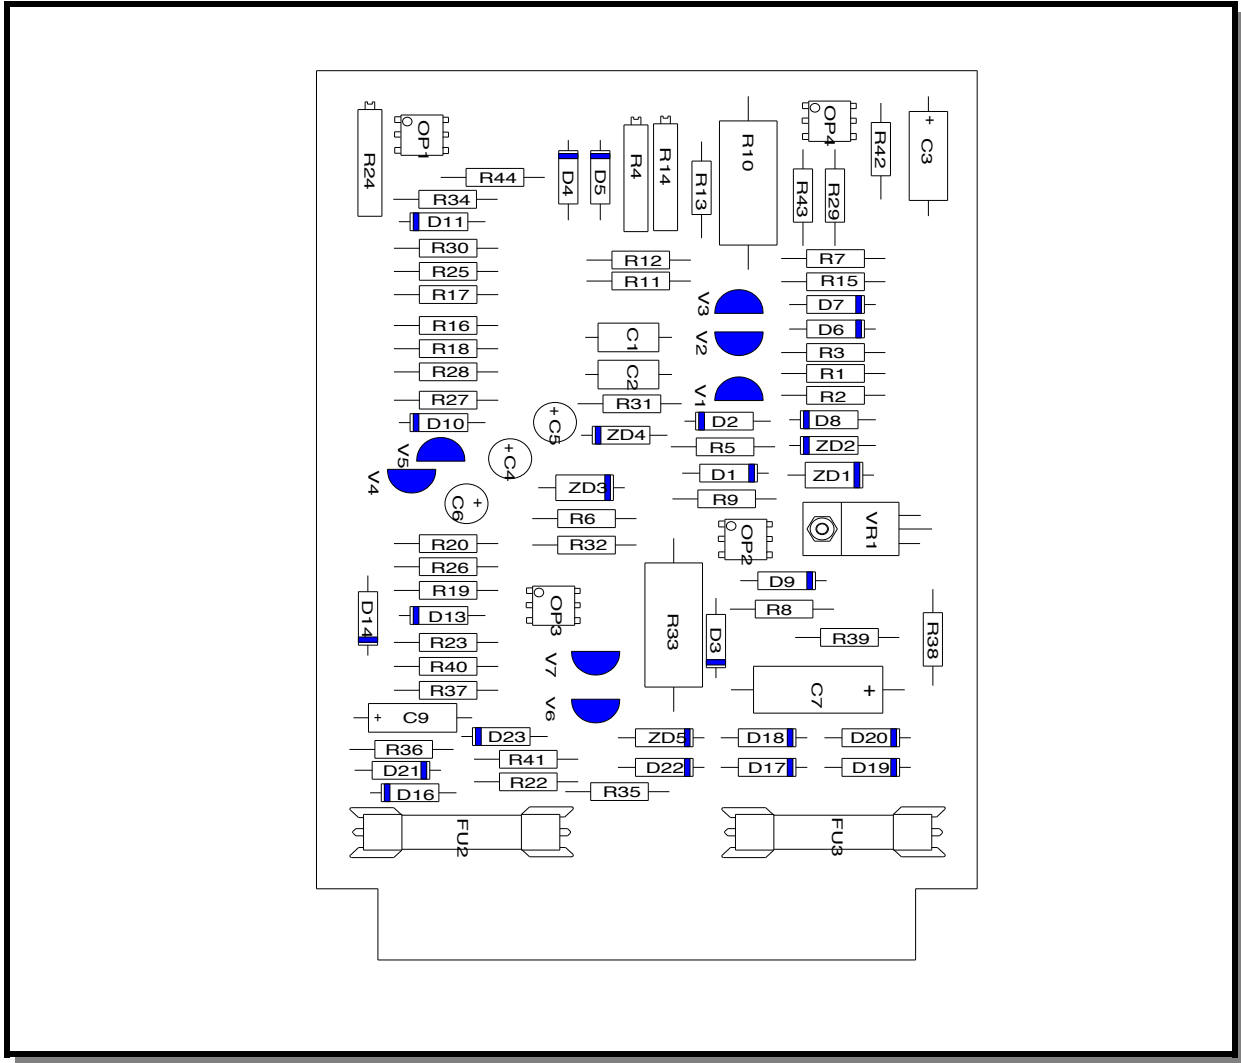 R24
OP1
R44
D4
D5
R4
R14
R13
R10
OP4
R42
+ C3
R34
D11
R43
R29
R30
R25
R17
R12
R11
R7
R15
V3
D7
R16
R18
R28
C1
V2
D6
R3
C2
R1
R27
R31
V1
R2
D10
+C5
D2
D8
ZD4
V5
+C4
R5
ZD2
V4
D1
ZD1
C6 +
ZD3
R9
R6
OP2
VR1
R20
R32
R26
D9
R19
D14
D13
OP3
R33
D3
R8
R23
R39
R38
R40
V7
R37
C7 +
+ C9
V6
D23
ZD5
D18
D20
R36
R41
D21
D22
D17
D19
R22
D16
R35
FU2
FU3